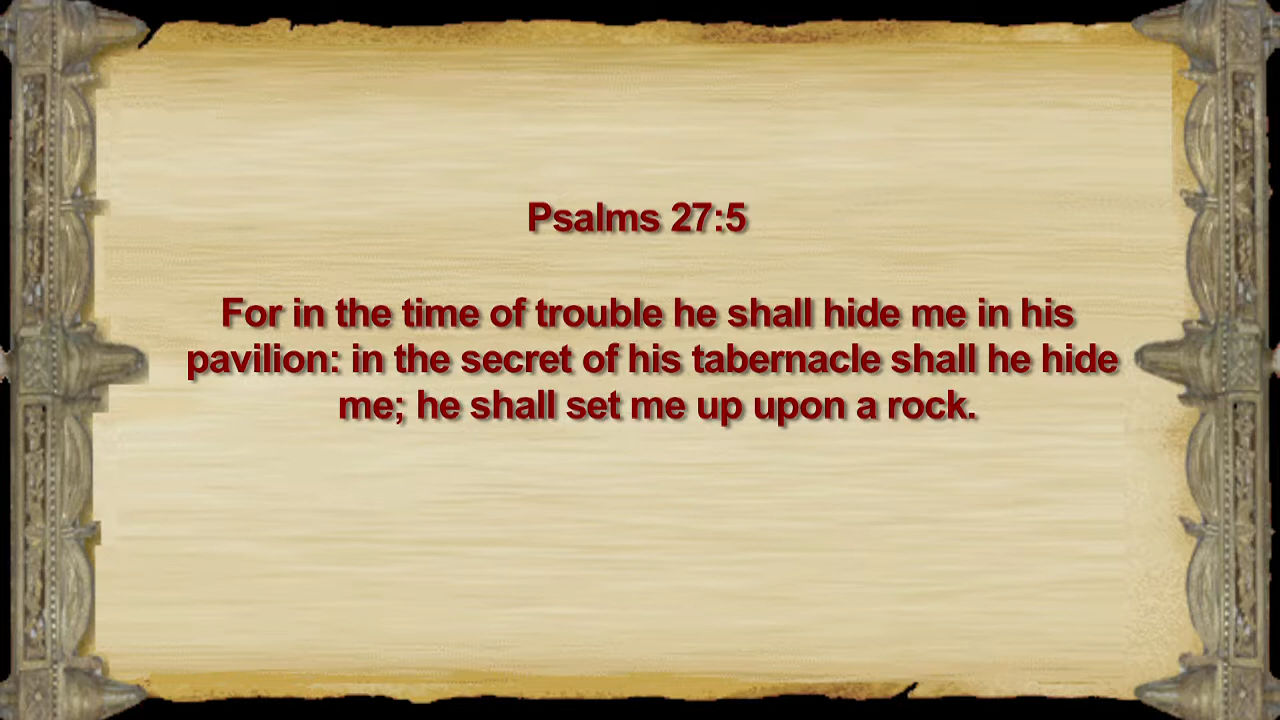 Psalms 27:5
For in the time of trouble he shall hide me in his
pavilion: in the secret of his tabernacle shall he hide
me; he shall set me up upon a rock.